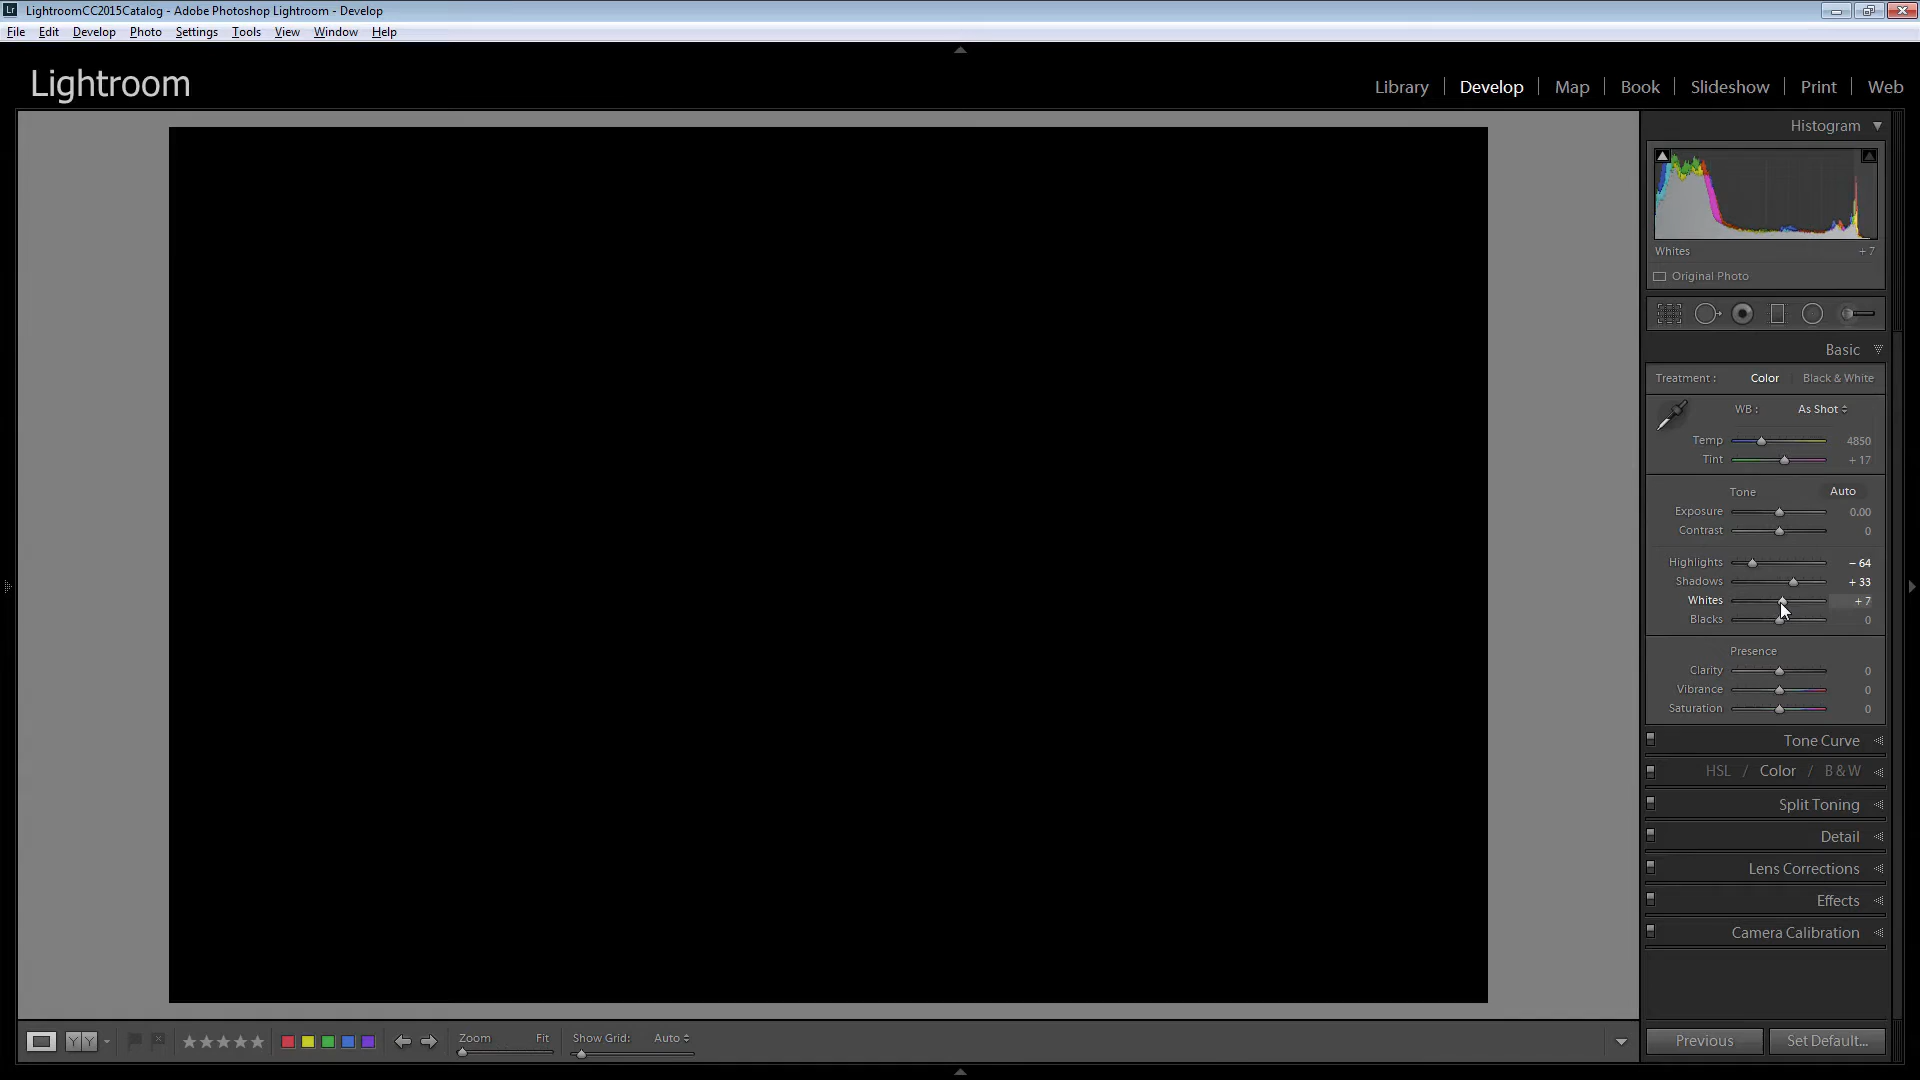 LightroomCC2015Catalog - Adobe Photoshop Lightroom - Develop
File Edit Develop Photo Settings Tools View Window Help
Lightroom
Library Develop Map Book Slideshow Print Web
Histogram
Whites + 7
Original Photo
Basic
Treatment : Color Black & White
WB : As Shot
Temp 4850
Tint + 17
Tone Auto
Exposure 0.00
Contrast 0
Highlights − 64
Shadows + 33
Whites + 7
Blacks 0
Presence
Clarity 0
Vibrance 0
Saturation 0
Tone Curve
HSL / Color / B & W
Split Toning
Detail
Lens Corrections
Effects
Camera Calibration
Y Y Zoom Fit Show Grid: Auto
Previous Set Default...